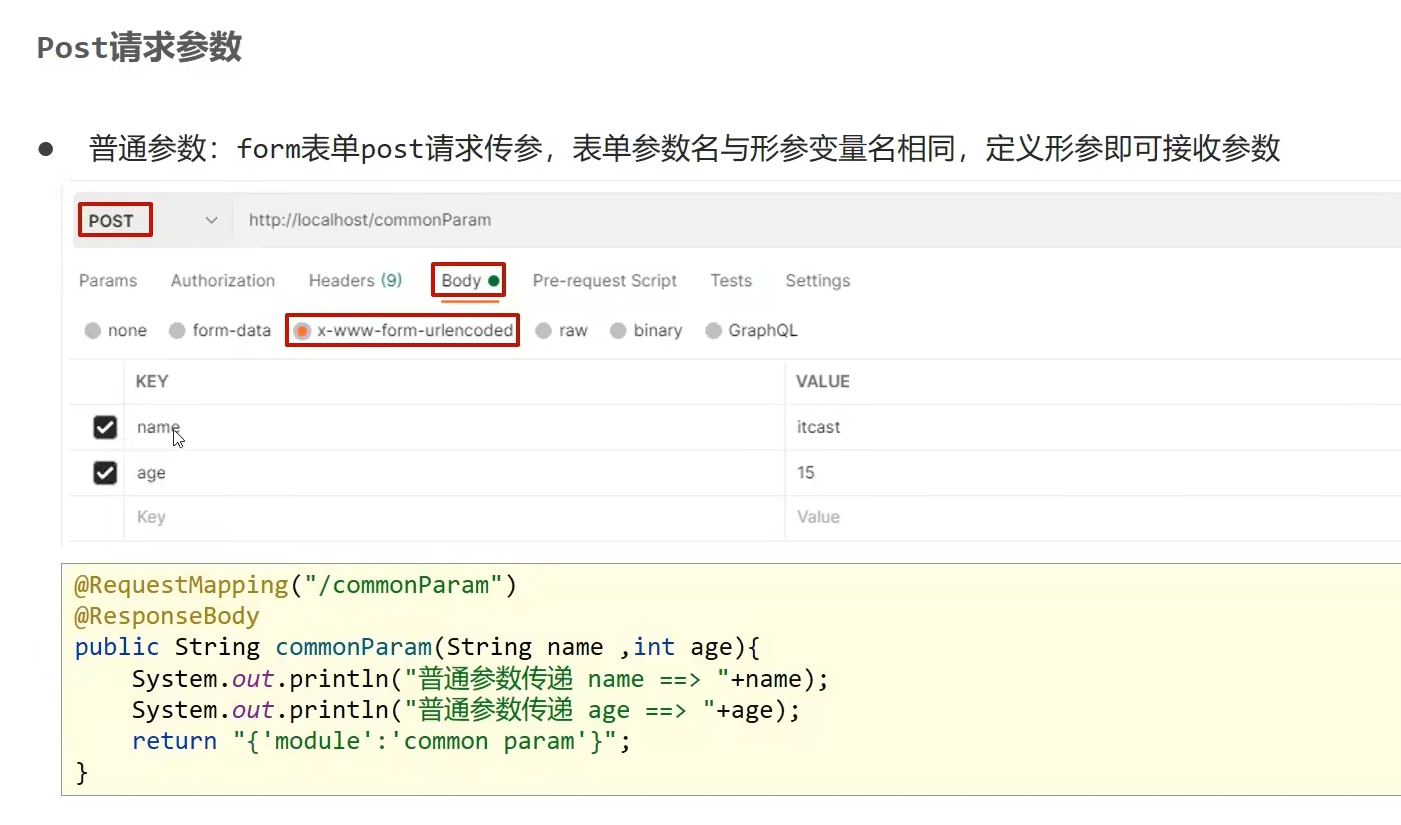 Post请求参数
● 普通参数：form表单post请求传参，表单参数名与形参变量名相同，定义形参即可接收参数
POST http://localhost/commonParam
Params Authorization Headers (9) Body Pre-request Script Tests Settings
none form-data x-www-form-urlencoded raw binary GraphQL
KEY VALUE
name itcast
age 15
Key Value
@RequestMapping("/commonParam")
@ResponseBody
public String commonParam(String name ,int age){
    System.out.println("普通参数传递 name ==> "+name);
    System.out.println("普通参数传递 age ==> "+age);
    return "{'module':'common param'}";
}